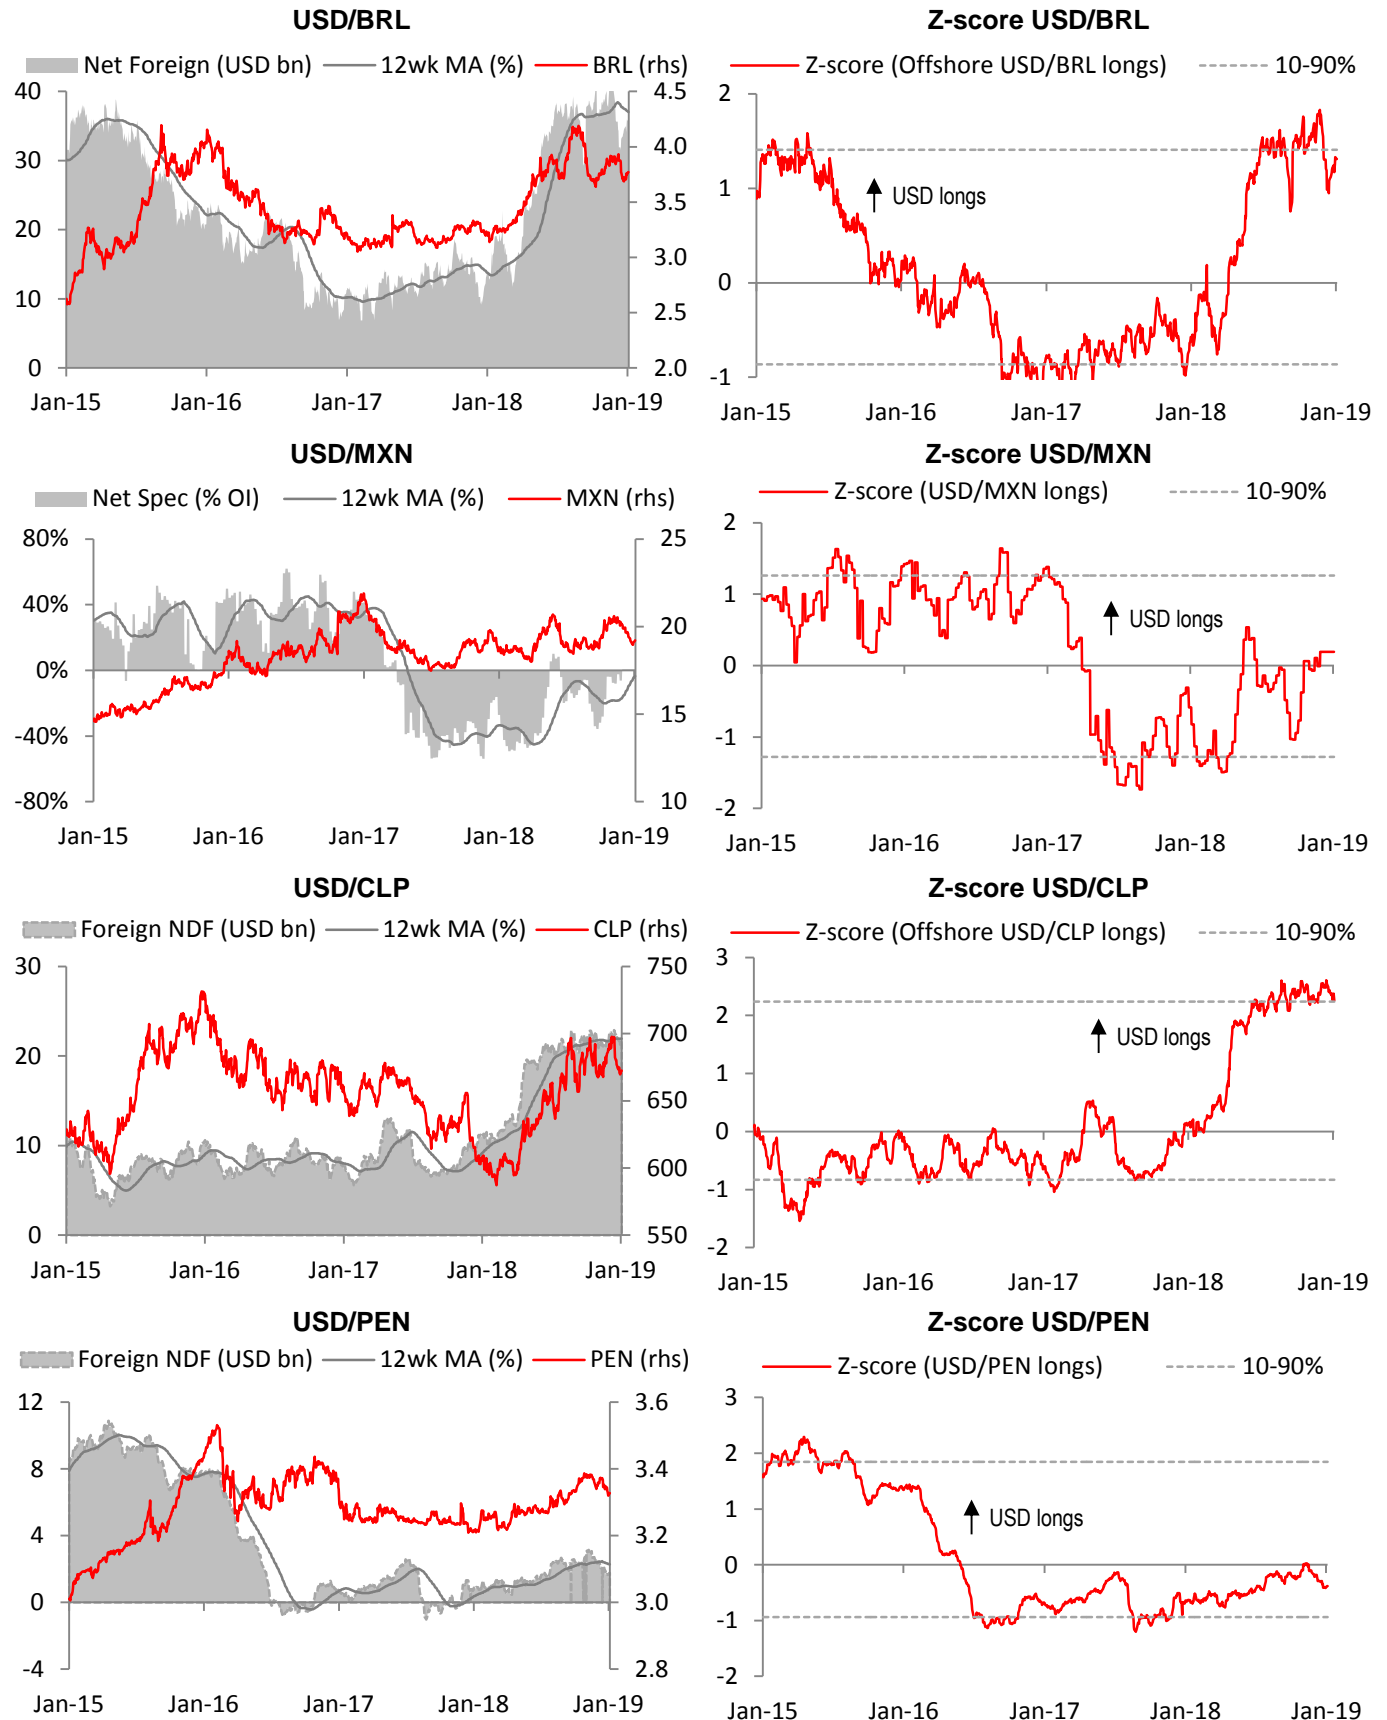 USD/BRL
Net Foreign (USD bn) 12wk MA (%) BRL (rhs)
40 4.5
4.0
30
3.5
20
3.0
10
2.5
0 2.0
Jan-15 Jan-16 Jan-17 Jan-18 Jan-19
Z-score USD/BRL
Z-score (Offshore USD/BRL longs) 10-90%
2
1
USD longs
0
-1
Jan-15 Jan-16 Jan-17 Jan-18 Jan-19
USD/MXN
Net Spec (% OI) 12wk MA (%) MXN (rhs)
80% 25
40%
20
0%
15
-40%
-80% 10
Jan-15 Jan-16 Jan-17 Jan-18 Jan-19
Z-score USD/MXN
Z-score (USD/MXN longs) 10-90%
2
1
USD longs
0
-1
-2
Jan-15 Jan-16 Jan-17 Jan-18 Jan-19
USD/CLP
Foreign NDF (USD bn) 12wk MA (%) CLP (rhs)
30 750
700
20
650
10
600
0 550
Jan-15 Jan-16 Jan-17 Jan-18 Jan-19
Z-score USD/CLP
Z-score (Offshore USD/CLP longs) 10-90%
3
2
USD longs
1
0
-1
-2
Jan-15 Jan-16 Jan-17 Jan-18 Jan-19
USD/PEN
Foreign NDF (USD bn) 12wk MA (%) PEN (rhs)
12 3.6
8 3.4
4 3.2
0 3.0
-4 2.8
Jan-15 Jan-16 Jan-17 Jan-18 Jan-19
Z-score USD/PEN
Z-score (USD/PEN longs) 10-90%
3
2
1
USD longs
0
-1
-2
Jan-15 Jan-16 Jan-17 Jan-18 Jan-19